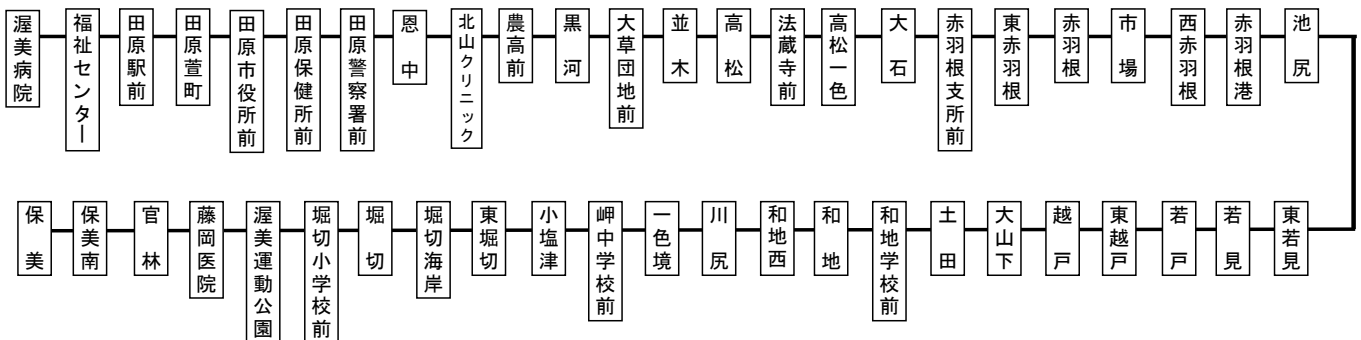 渥美病院
福祉センター
田原駅前
田原萱町
田原市役所前
田原保健所前
田原警察署前
恩中
北山クリニック
農高前
黒河
大草団地前
並木
高松
法蔵寺前
高松一色
大石
赤羽根支所前
東赤羽根
赤羽根
市場
西赤羽根
赤羽根港
池尻
保美
保美南
官林
藤岡医院
渥美運動公園
堀切小学校前
堀切
堀切海岸
東堀切
小塩津
岬中学校前
一色境
川尻
和地西
和地
和地学校前
土田
大山下
越戸
東越戸
若戸
若見
東若見